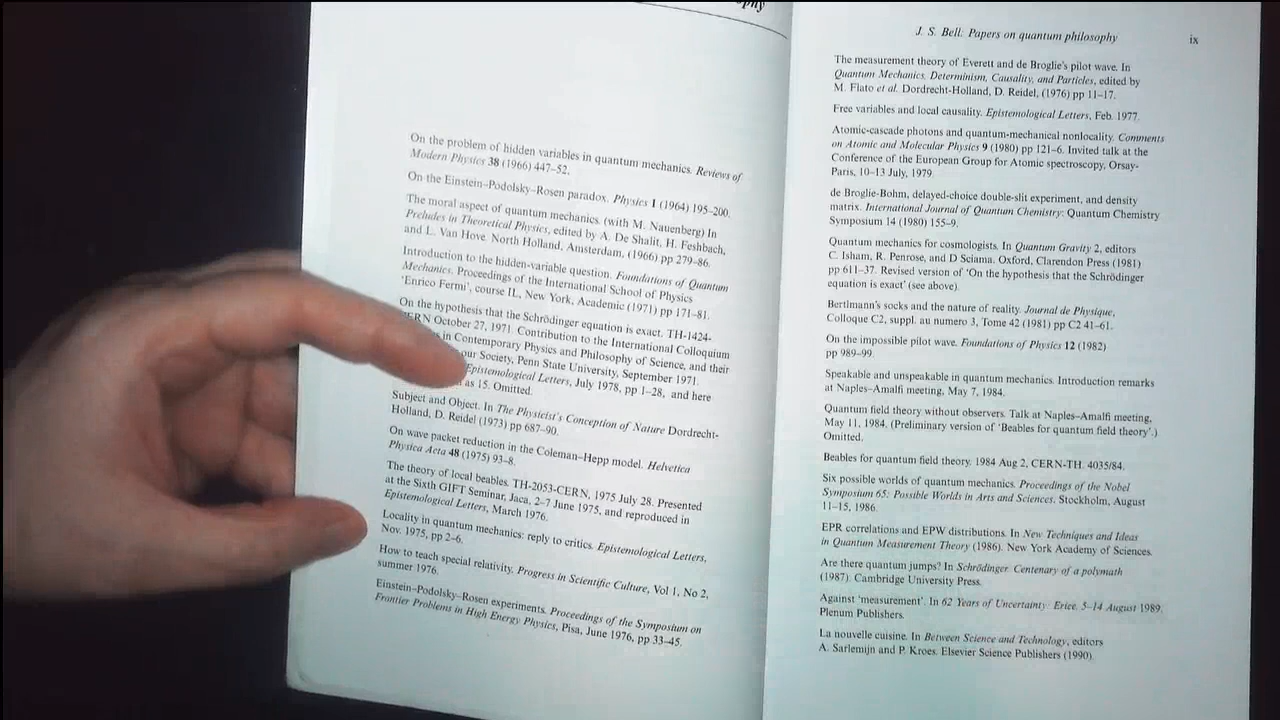 On the problem of hidden variables in quantum mechanics. Reviews of
Modern Physics 38 (1966) 447–52.
On the Einstein–Podolsky–Rosen paradox. Physics 1 (1964) 195–200.
The moral aspect of quantum mechanics. (with M. Nauenberg) In
Preludes in Theoretical Physics, edited by A. De Shalit, H. Feshbach,
and L. Van Hove. North Holland, Amsterdam, (1966) pp 279–86.
Introduction to the hidden-variable question. Foundations of Quantum
Mechanics. Proceedings of the International School of Physics
'Enrico Fermi', course IL, New York, Academic (1971) pp 171–81.
On the hypothesis that the Schrödinger equation is exact. TH-1424-
October 27, 1971. Contribution to the International Colloquium
in Contemporary Physics and Philosophy of Science, and their
our Society, Penn State University, September 1971.
Epistemological Letters, July 1978, pp 1–28, and here
as 15. Omitted.
Subject and Object. In The Physicist's Conception of Nature Dordrecht-
Holland, D. Reidel (1973) pp 687–90.
On wave packet reduction in the Coleman–Hepp model. Helvetica
Physica Acta 48 (1975) 93–8.
The theory of local beables. TH-2053-CERN, 1975 July 28. Presented
at the Sixth GIFT Seminar, Jaca, 2–7 June 1975, and reproduced in
Epistemological Letters, March 1976.
Locality in quantum mechanics: reply to critics. Epistemological Letters,
Nov. 1975, pp 2–6.
How to teach special relativity. Progress in Scientific Culture, Vol 1, No 2,
summer 1976.
Einstein–Podolsky–Rosen experiments. Proceedings of the Symposium on
Frontier Problems in High Energy Physics, Pisa, June 1976, pp 33–45.
J. S. Bell: Papers on quantum philosophy ix
The measurement theory of Everett and de Broglie's pilot wave. In
Quantum Mechanics, Determinism, Causality, and Particles, edited by
M. Flato et al. Dordrecht-Holland, D. Reidel, (1976) pp 11–17.
Free variables and local causality. Epistemological Letters, Feb. 1977.
Atomic-cascade photons and quantum-mechanical nonlocality. Comments
on Atomic and Molecular Physics 9 (1980) pp 121–6. Invited talk at the
Conference of the European Group for Atomic spectroscopy, Orsay-
Paris, 10–13 July, 1979.
de Broglie-Bohm, delayed-choice double-slit experiment, and density
matrix. International Journal of Quantum Chemistry: Quantum Chemistry
Symposium 14 (1980) 155–9.
Quantum mechanics for cosmologists. In Quantum Gravity 2, editors
C. Isham, R. Penrose, and D Sciama. Oxford, Clarendon Press (1981)
pp 611–37. Revised version of 'On the hypothesis that the Schrödinger
equation is exact' (see above).
Bertlmann's socks and the nature of reality. Journal de Physique,
Colloque C2, suppl. au numero 3, Tome 42 (1981) pp C2 41–61.
On the impossible pilot wave. Foundations of Physics 12 (1982)
pp 989–99.
Speakable and unspeakable in quantum mechanics. Introduction remarks
at Naples–Amalfi meeting, May 7, 1984.
Quantum field theory without observers. Talk at Naples–Amalfi meeting,
May 11, 1984. (Preliminary version of 'Beables for quantum field theory'.)
Omitted.
Beables for quantum field theory. 1984 Aug 2, CERN-TH. 4035/84.
Six possible worlds of quantum mechanics. Proceedings of the Nobel
Symposium 65: Possible Worlds in Arts and Sciences. Stockholm, August
11–15, 1986.
EPR correlations and EPW distributions. In New Techniques and Ideas
in Quantum Measurement Theory (1986). New York Academy of Sciences.
Are there quantum jumps? In Schrödinger. Centenary of a polymath
(1987). Cambridge University Press.
Against 'measurement'. In 62 Years of Uncertainty: Erice, 5–14 August 1989.
Plenum Publishers.
La nouvelle cuisine. In Between Science and Technology, editors
A. Sarlemijn and P. Kroes. Elsevier Science Publishers (1990).